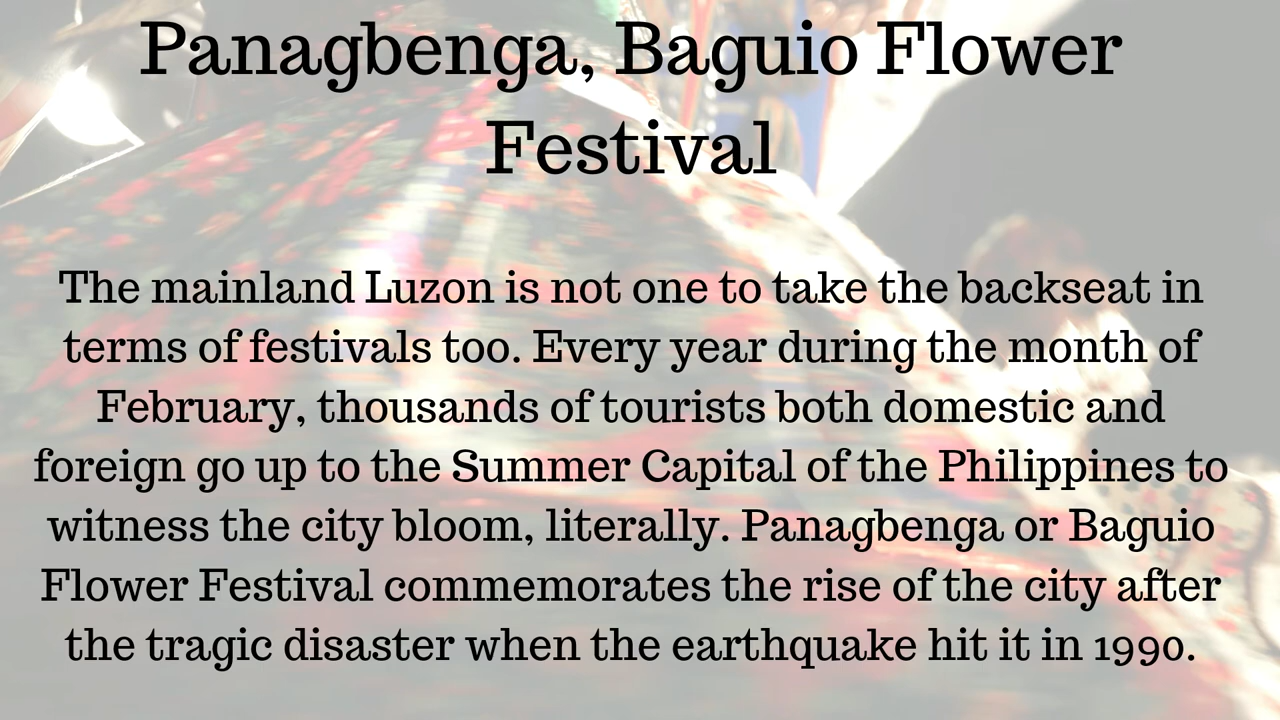 Panagbenga, Baguio Flower
Festival
The mainland Luzon is not one to take the backseat in
terms of festivals too. Every year during the month of
February, thousands of tourists both domestic and
foreign go up to the Summer Capital of the Philippines to
witness the city bloom, literally. Panagbenga or Baguio
Flower Festival commemorates the rise of the city after
the tragic disaster when the earthquake hit it in 1990.